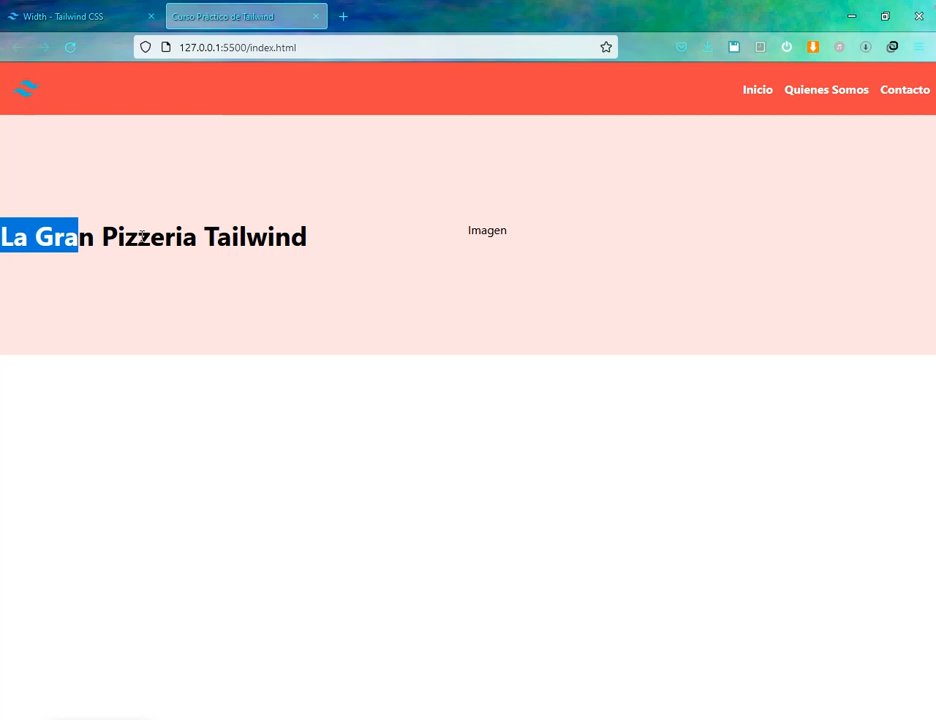 Width - Tailwind CSS
Curso Práctico de Tailwind
127.0.0.1:5500/index.html
Inicio Quienes Somos Contacto
La Gran Pizzeria Tailwind
Imagen